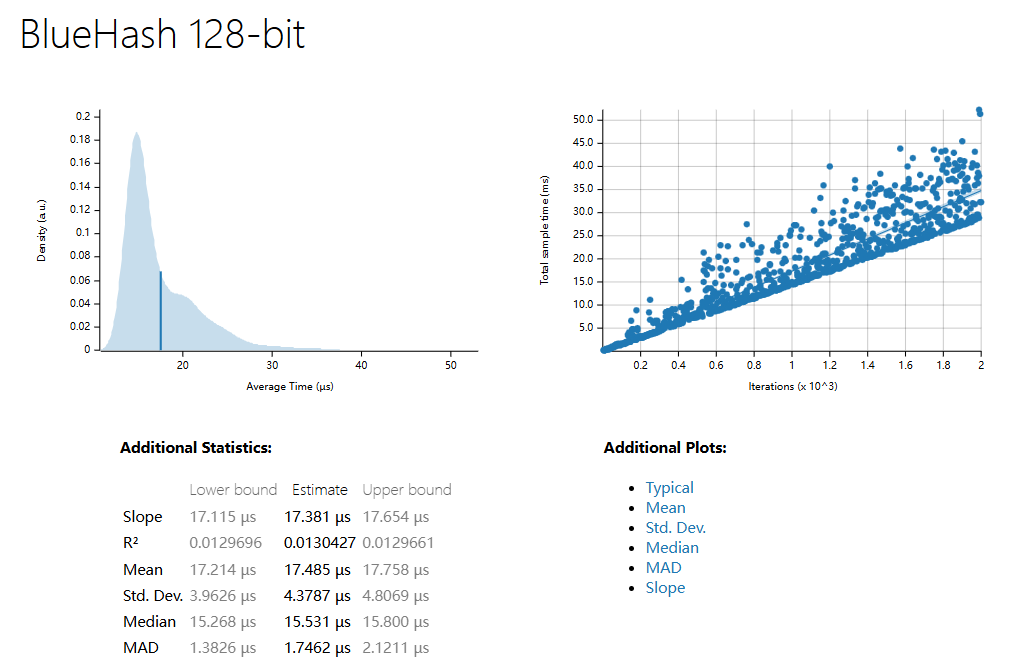 BlueHash 128-bit
0.2
0.18
0.16
0.14
0.12
0.1
0.08
0.06
0.04
0.02
0
Density (a.u.)
20 30 40 50
Average Time (µs)
50.0
45.0
40.0
35.0
30.0
25.0
20.0
15.0
10.0
5.0
Total sample time (ms)
0.2 0.4 0.6 0.8 1 1.2 1.4 1.6 1.8 2
Iterations (x 10^3)
Additional Statistics:
Lower bound Estimate Upper bound
Slope 17.115 µs 17.381 µs 17.654 µs
R² 0.0129696 0.0130427 0.0129661
Mean 17.214 µs 17.485 µs 17.758 µs
Std. Dev. 3.9626 µs 4.3787 µs 4.8069 µs
Median 15.268 µs 15.531 µs 15.800 µs
MAD 1.3826 µs 1.7462 µs 2.1211 µs
Additional Plots:
Typical
Mean
Std. Dev.
Median
MAD
Slope